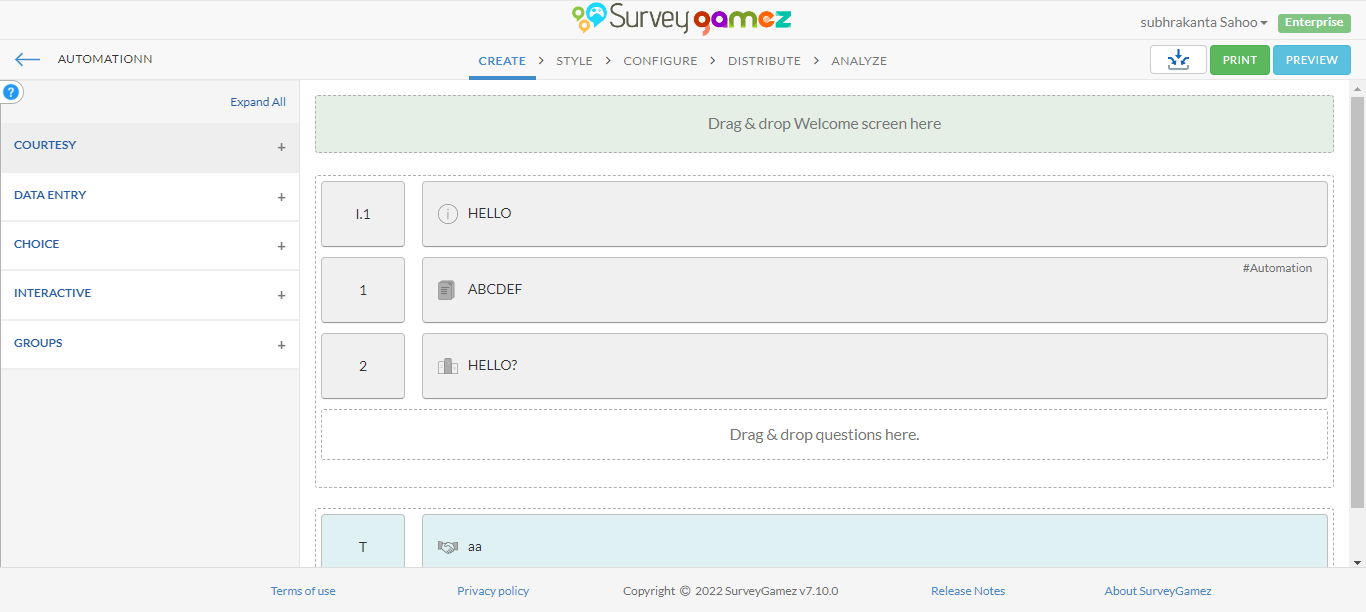 Survey gamez
subhrakanta Sahoo
Enterprise
AUTOMATIONN
CREATE > STYLE > CONFIGURE > DISTRIBUTE > ANALYZE
PRINT
PREVIEW
?
Expand All
COURTESY +
DATA ENTRY +
CHOICE +
INTERACTIVE +
GROUPS +
Drag & drop Welcome screen here
I.1
HELLO
#Automation
1
ABCDEF
2
HELLO?
Drag & drop questions here.
T
aa
Terms of use
Privacy policy
Copyright © 2022 SurveyGamez v7.10.0
Release Notes
About SurveyGamez